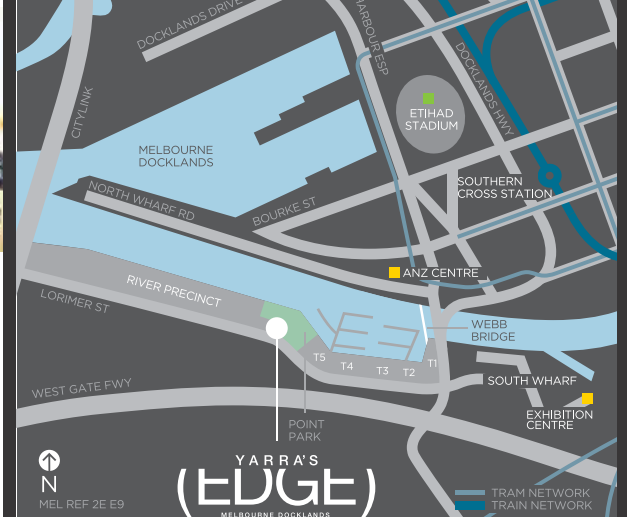 DOCKLANDS DRIVE
HARBOUR ESP
DOCKLANDS HWY
CITYLINK
ETIHAD
STADIUM
MELBOURNE
DOCKLANDS
SOUTHERN
CROSS STATION
NORTH WHARF RD
BOURKE ST
ANZ CENTRE
RIVER PRECINCT
LORIMER ST
WEBB
BRIDGE
T5
T4
T3
T2
T1
SOUTH WHARF
WEST GATE FWY
EXHIBITION
CENTRE
POINT
PARK
YARRA'S
(EDGE)
MELBOURNE DOCKLANDS
N
MEL REF 2E E9
TRAM NETWORK
TRAIN NETWORK